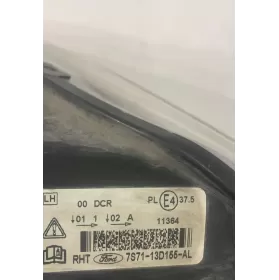 LH 00 DCR PL E4 37.5
↓01 1 ↓02 A 11364
RHT Ford 7S71-13D155-AL